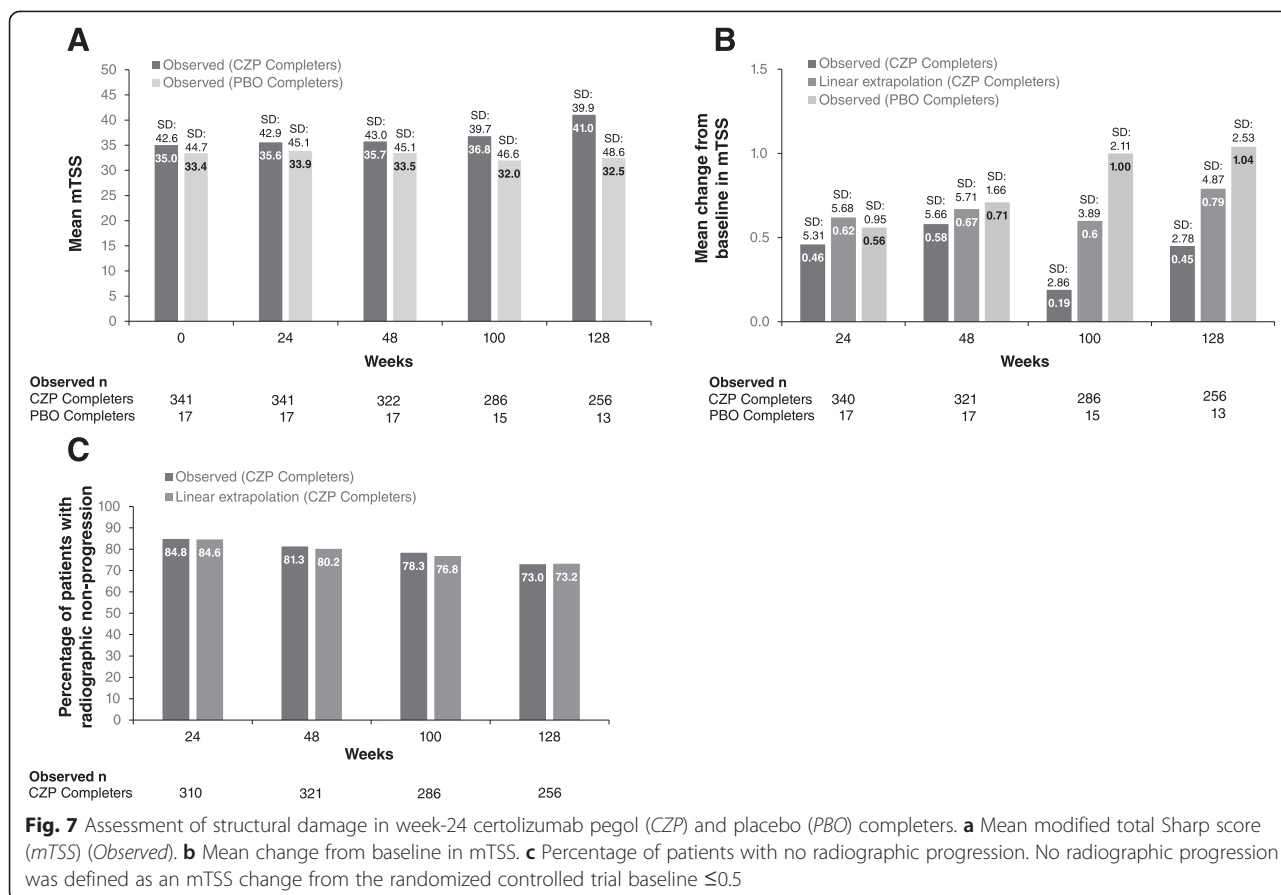 A
Observed (CZP Completers)
Observed (PBO Completers)
Mean mTSS
50
45
40
35
30
25
20
15
10
5
0
SD: 42.6
35.0
SD: 44.7
33.4
SD: 42.9
35.6
SD: 45.1
33.9
SD: 43.0
35.7
SD: 45.1
33.5
SD: 39.7
36.8
SD: 46.6
32.0
SD: 39.9
41.0
SD: 48.6
32.5
0 24 48 100 128
Weeks
Observed n
CZP Completers 341 341 322 286 256
PBO Completers 17 17 17 15 13
B
Observed (CZP Completers)
Linear extrapolation (CZP Completers)
Observed (PBO Completers)
Mean change from
baseline in mTSS
1.5
1.0
0.5
0.0
SD: 5.31
0.46
SD: 5.68
0.62
SD: 0.95
0.56
SD: 5.66
0.58
SD: 5.71
0.67
SD: 1.66
0.71
SD: 2.86
0.19
SD: 3.89
0.6
SD: 2.11
1.00
SD: 2.78
0.45
SD: 4.87
0.79
SD: 2.53
1.04
24 48 100 128
Weeks
Observed n
CZP Completers 340 321 286 256
PBO Completers 17 17 15 13
C
Observed (CZP Completers)
Linear extrapolation (CZP Completers)
Percentage of patients with
radiographic non-progression
100
90
80
70
60
50
40
30
20
10
0
84.8 84.6 81.3 80.2 78.3 76.8 73.0 73.2
24 48 100 128
Weeks
Observed n
CZP Completers 310 321 286 256
Fig. 7 Assessment of structural damage in week-24 certolizumab pegol (CZP) and placebo (PBO) completers. a Mean modified total Sharp score
(mTSS) (Observed). b Mean change from baseline in mTSS. c Percentage of patients with no radiographic progression. No radiographic progression
was defined as an mTSS change from the randomized controlled trial baseline ≤0.5